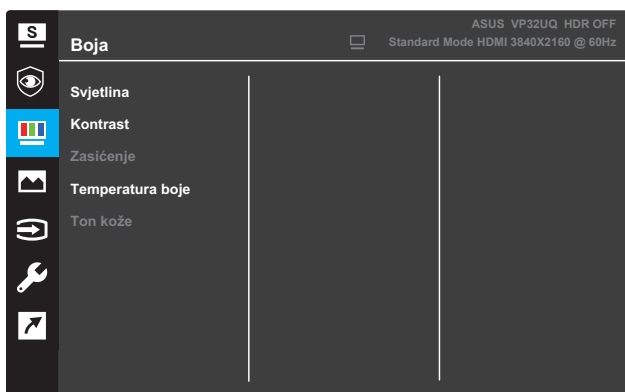 S
ASUS VP32UQ HDR OFF
Boja
Standard Mode HDMI 3840X2160 @ 60Hz
Svjetlina
Kontrast
Zasićenje
Temperatura boje
Ton kože